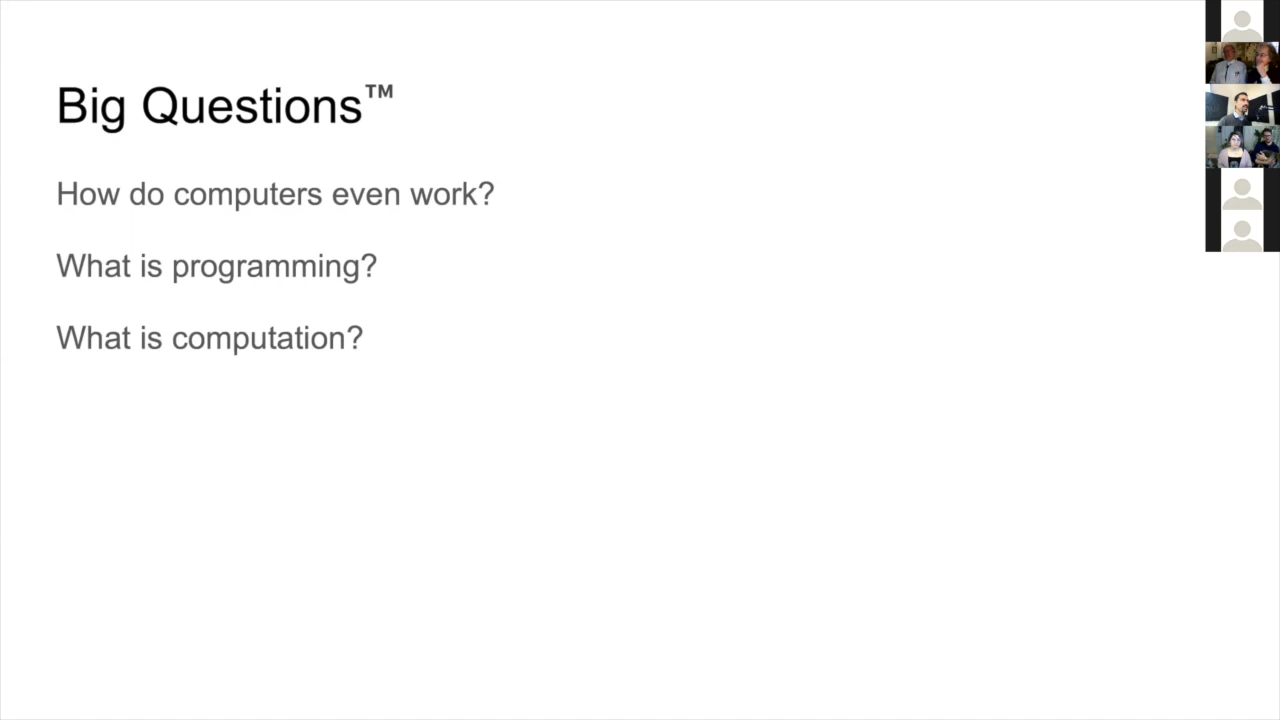 Big Questions™
How do computers even work?
What is programming?
What is computation?